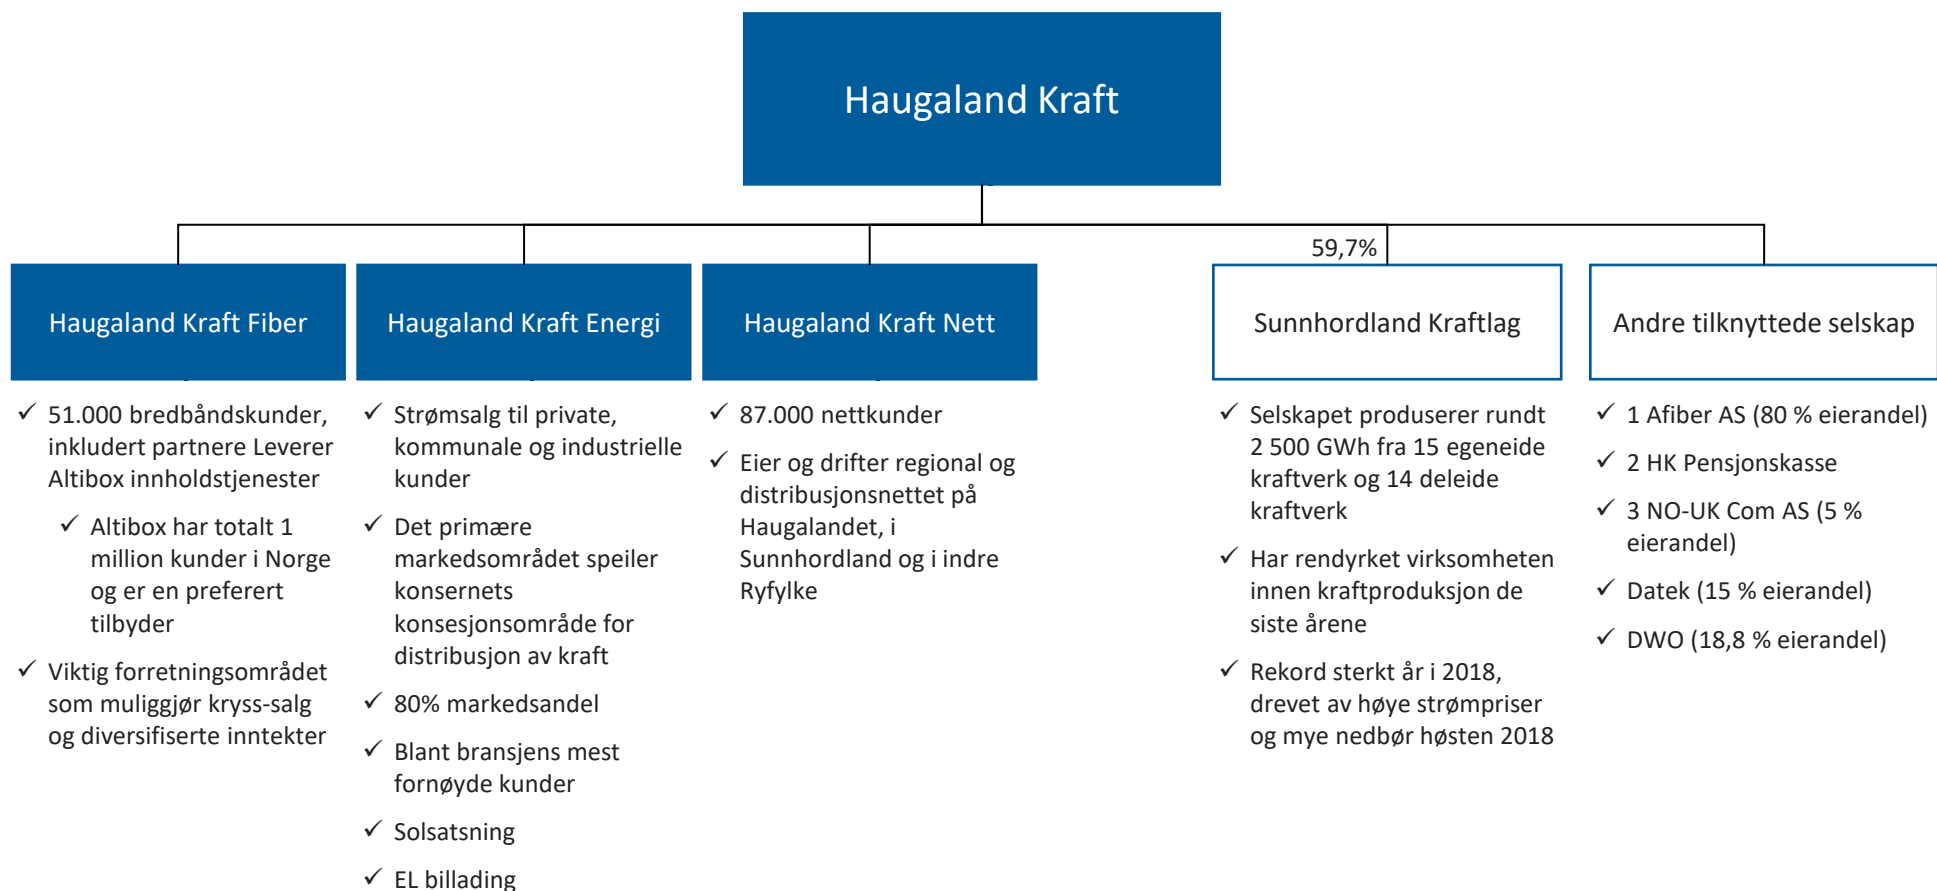 Haugaland Kraft
59,7%
Haugaland Kraft Fiber
✓ 51.000 bredbåndskunder,
inkludert partnere Leverer
Altibox innholdstjenester
✓ Altibox har totalt 1
million kunder i Norge
og er en preferert
tilbyder
✓ Viktig forretningsområdet
som muliggjør kryss-salg
og diversifiserte inntekter
Haugaland Kraft Energi
✓ Strømsalg til private,
kommunale og industrielle
kunder
✓ Det primære
markedsområdet speiler
konsernets
konsesjonsområde for
distribusjon av kraft
✓ 80% markedsandel
✓ Blant bransjens mest
fornøyde kunder
✓ Solsatsning
✓ EL billading
Haugaland Kraft Nett
✓ 87.000 nettkunder
✓ Eier og drifter regional og
distribusjonsnettet på
Haugalandet, i
Sunnhordland og i indre
Ryfylke
Sunnhordland Kraftlag
✓ Selskapet produserer rundt
2 500 GWh fra 15 egeneide
kraftverk og 14 deleide
kraftverk
✓ Har rendyrket virksomheten
innen kraftproduksjon de
siste årene
✓ Rekord sterkt år i 2018,
drevet av høye strømpriser
og mye nedbør høsten 2018
Andre tilknyttede selskap
✓ 1 Afiber AS (80 % eierandel)
✓ 2 HK Pensjonskasse
✓ 3 NO-UK Com AS (5 %
eierandel)
✓ Datek (15 % eierandel)
✓ DWO (18,8 % eierandel)